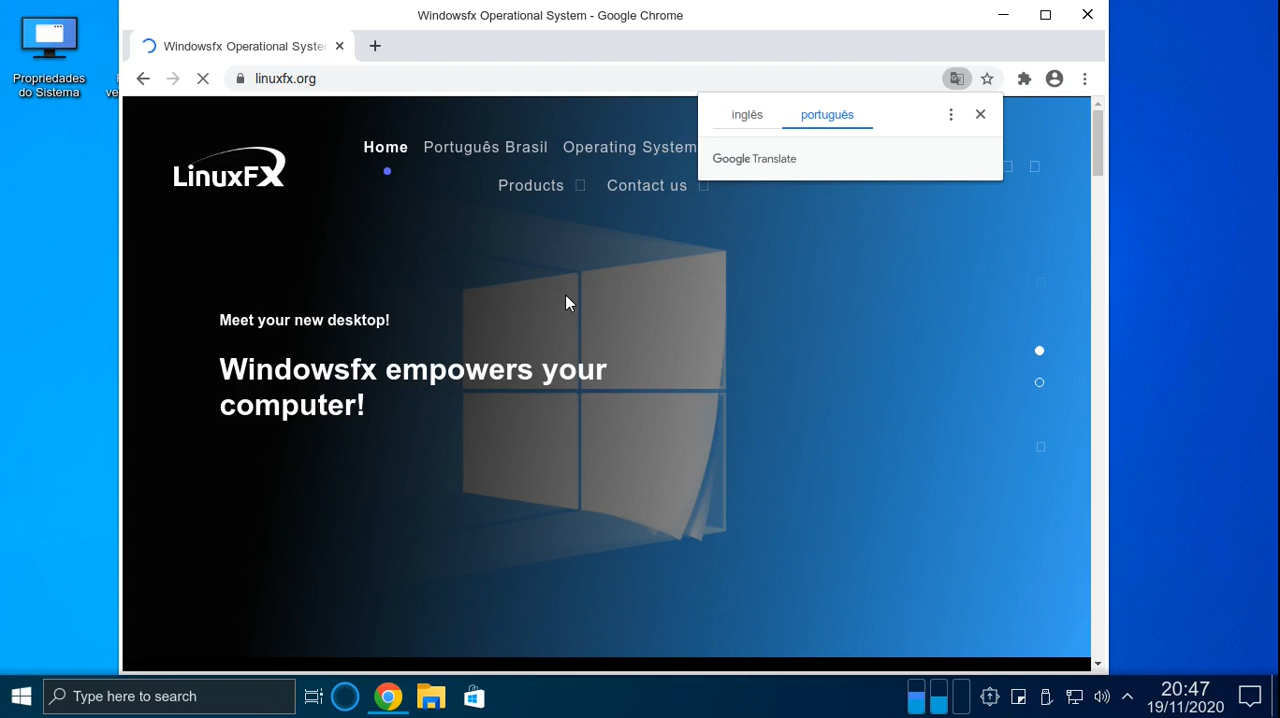 Windowsfx Operational System - Google Chrome
Windowsfx Operational Syste
linuxfx.org
Propriedades
do Sistema
ve
inglês português
Google Translate
LinuxFX
Home Português Brasil Operating System
Products Contact us
Meet your new desktop!
Windowsfx empowers your
computer!
Type here to search
20:47
19/11/2020